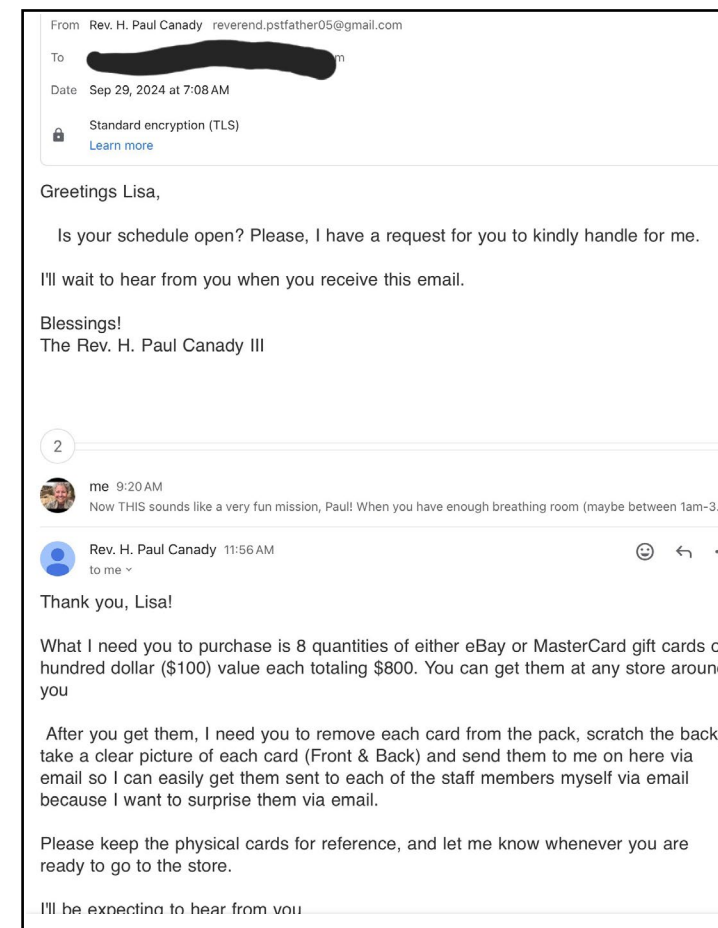 From Rev. H. Paul Canady reverend.pstfather05@gmail.com
To m
Date Sep 29, 2024 at 7:08 AM
Standard encryption (TLS)
Learn more
Greetings Lisa,
Is your schedule open? Please, I have a request for you to kindly handle for me.
I'll wait to hear from you when you receive this email.
Blessings!
The Rev. H. Paul Canady III
2
me 9:20 AM
Now THIS sounds like a very fun mission, Paul! When you have enough breathing room (maybe between 1am-3.
Rev. H. Paul Canady 11:56 AM
to me
Thank you, Lisa!
What I need you to purchase is 8 quantities of either eBay or MasterCard gift cards
hundred dollar ($100) value each totaling $800. You can get them at any store
you
After you get them, I need you to remove each card from the pack, scratch the back
take a clear picture of each card (Front & Back) and send them to me on here via
email so I can easily get them sent to each of the staff members myself via email
because I want to surprise them via email.
Please keep the physical cards for reference, and let me know whenever you are
ready to go to the store.
I'll be expecting to hear from you